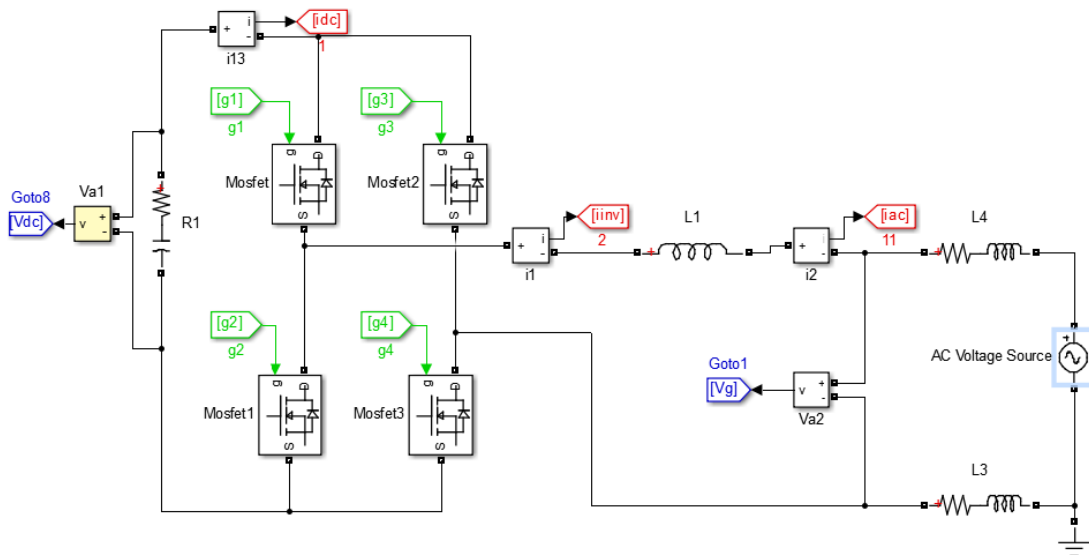 [idc]
+
i
-
1
i13
[g1]
g1
[g3]
g3
g
D
Mosfet
S
g
D
Mosfet2
S
Goto8
Va1
[Vdc]
v
+
-
+
R1
[iinv]
2
+
i
-
i1
L1
+
[iac]
11
+
i
-
i2
L4
+
[g2]
g2
[g4]
g4
g
D
Mosfet1
S
g
D
Mosfet3
S
Goto1
[Vg]
v
+
-
Va2
AC Voltage Source
+
L3
+